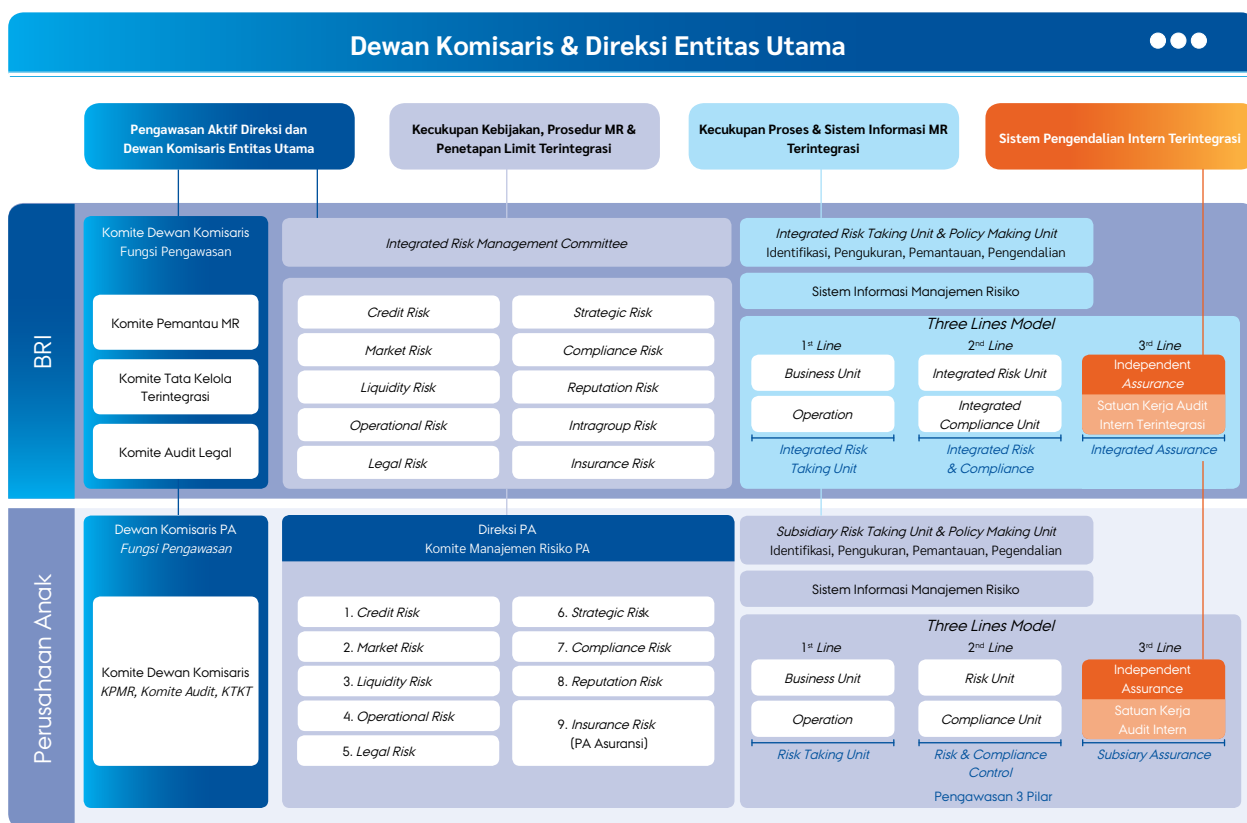 Dewan Komisaris & Direksi Entitas Utama
Pengawasan Aktif Direksi dan
Dewan Komisaris Entitas Utama
Kecukupan Kebijakan, Prosedur MR &
Penetapan Limit Terintegrasi
Kecukupan Proses & Sistem Informasi MR
Terintegrasi
Sistem Pengendalian Intern Terintegrasi
BRI
Komite Dewan Komisaris
Fungsi Pengawasan
Komite Pemantau MR
Komite Tata Kelola
Terintegrasi
Komite Audit Legal
Integrated Risk Management Committee
Credit Risk
Strategic Risk
Market Risk
Compliance Risk
Liquidity Risk
Reputation Risk
Operational Risk
Intragroup Risk
Legal Risk
Insurance Risk
Integrated Risk Taking Unit & Policy Making Unit
Identifikasi, Pengukuran, Pemantauan, Pengendalian
Sistem Informasi Manajemen Risiko
Three Lines Model
1st Line
2nd Line
3rd Line
Business Unit
Integrated Risk Unit
Independent
Assurance
Operation
Integrated
Compliance Unit
Satuan Kerja Audit
Intern Terintegrasi
Integrated Risk
Taking Unit
Integrated Risk
& Compliance
Integrated Assurance
Perusahaan Anak
Dewan Komisaris PA
Fungsi Pengawasan
Komite Dewan Komisaris
KPMR, Komite Audit, KTKT
Direksi PA
Komite Manajemen Risiko PA
1. Credit Risk
6. Strategic Risk
2. Market Risk
7. Compliance Risk
3. Liquidity Risk
8. Reputation Risk
4. Operational Risk
9. Insurance Risk
(PA Asuransi)
5. Legal Risk
Subsidiary Risk Taking Unit & Policy Making Unit
Identifikasi, Pengukuran, Pemantauan, Pegendalian
Sistem Informasi Manajemen Risiko
Three Lines Model
1st Line
2nd Line
3rd Line
Business Unit
Risk Unit
Independent
Assurance
Operation
Compliance Unit
Satuan Kerja
Audit Intern
Risk Taking Unit
Risk & Compliance
Control
Subsiary Assurance
Pengawasan 3 Pilar